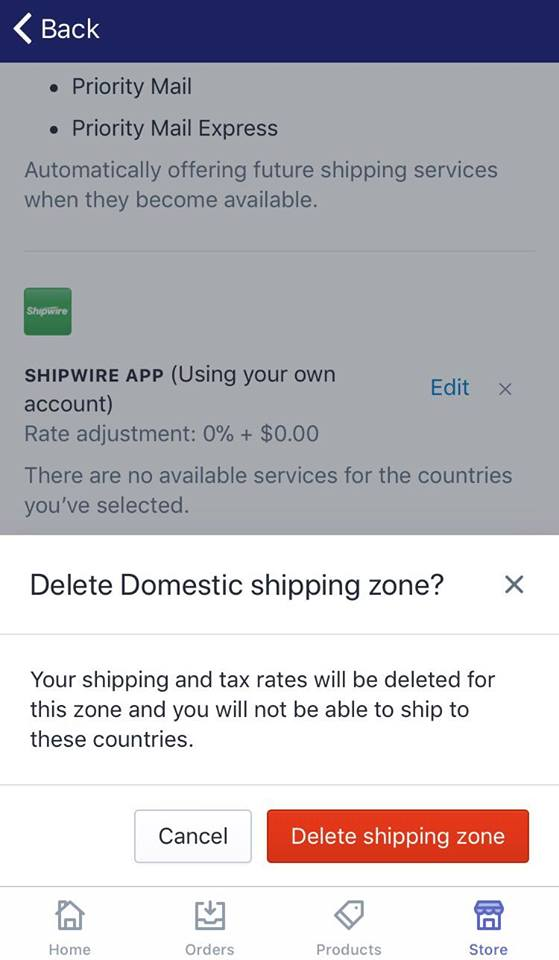 Back
• Priority Mail
• Priority Mail Express
Automatically offering future shipping services
when they become available.
Shipwire
SHIPWIRE APP (Using your own
account)
Edit ×
Rate adjustment: 0% + $0.00
There are no available services for the countries
you’ve selected.
Delete Domestic shipping zone?
Your shipping and tax rates will be deleted for
this zone and you will not be able to ship to
these countries.
Cancel
Delete shipping zone
Home
Orders
Products
Store